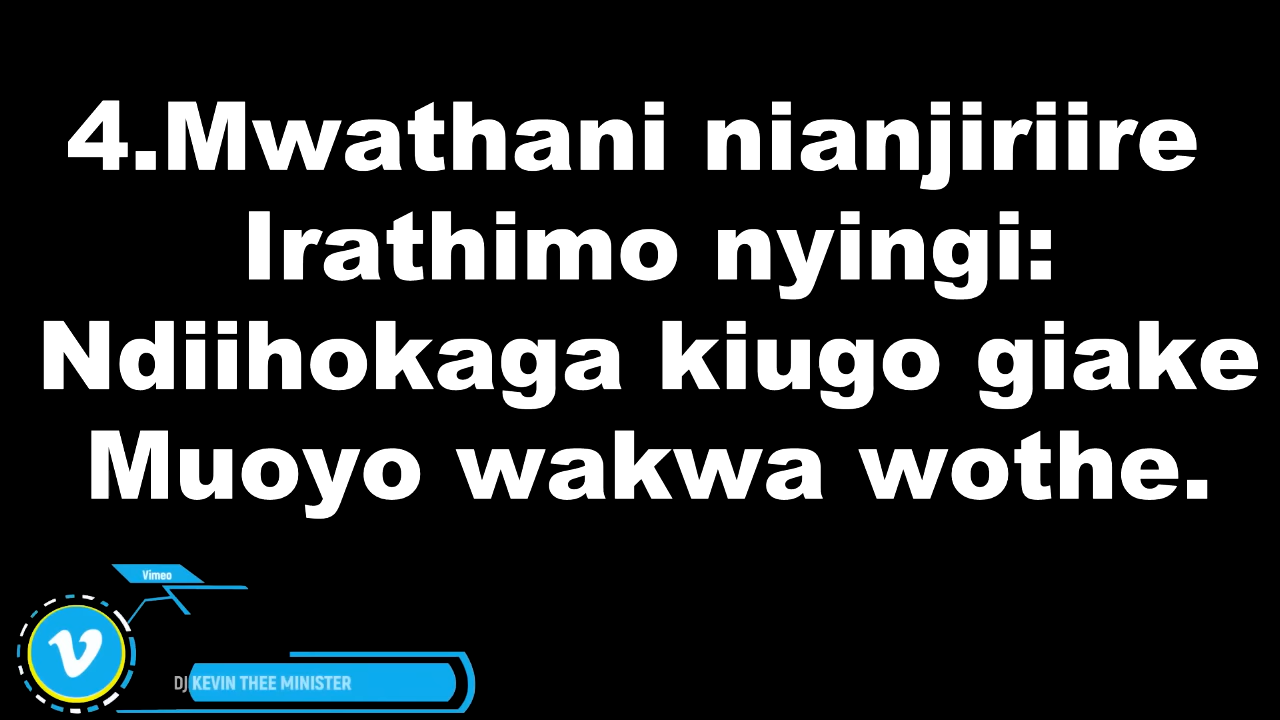 4.Mwathani nianjiriire
Irathimo nyingi:
Ndiihokaga kiugo giake
Muoyo wakwa wothe.
Vimeo
DJ KEVIN THEE MINISTER